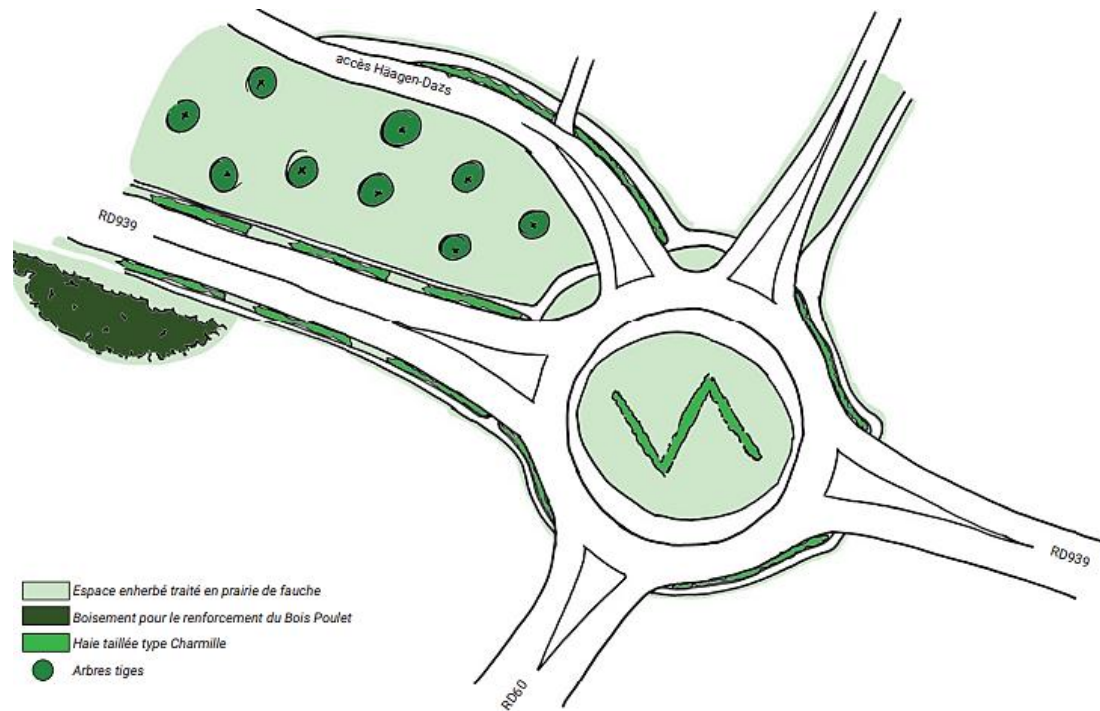 accès Häagen-Dazs
RD939
RD939
RD60
Espace enherbé traité en prairie de fauche
Boisement pour le renforcement du Bois Poulet
Haie taillée type Charmille
Arbres tiges